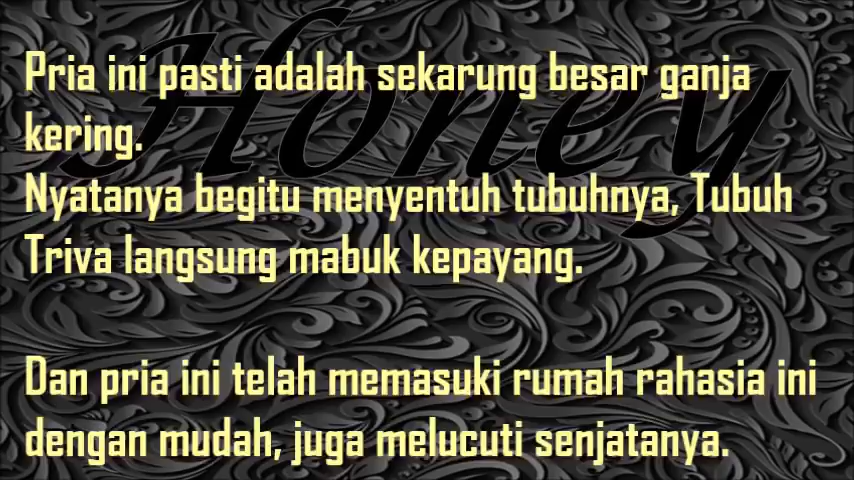 Honey
Pria ini pasti adalah sekarung besar ganja
kering.
Nyatanya begitu menyentuh tubuhnya, Tubuh
Triva langsung mabuk kepayang.
Dan pria ini telah memasuki rumah rahasia ini
dengan mudah, juga melucuti senjatanya.